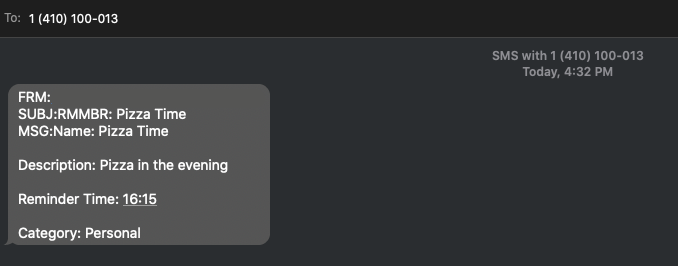 To: 1 (410) 100-013
SMS with 1 (410) 100-013
Today, 4:32 PM
FRM:
SUBJ:RMMBR: Pizza Time
MSG:Name: Pizza Time
Description: Pizza in the evening
Reminder Time: 16:15
Category: Personal